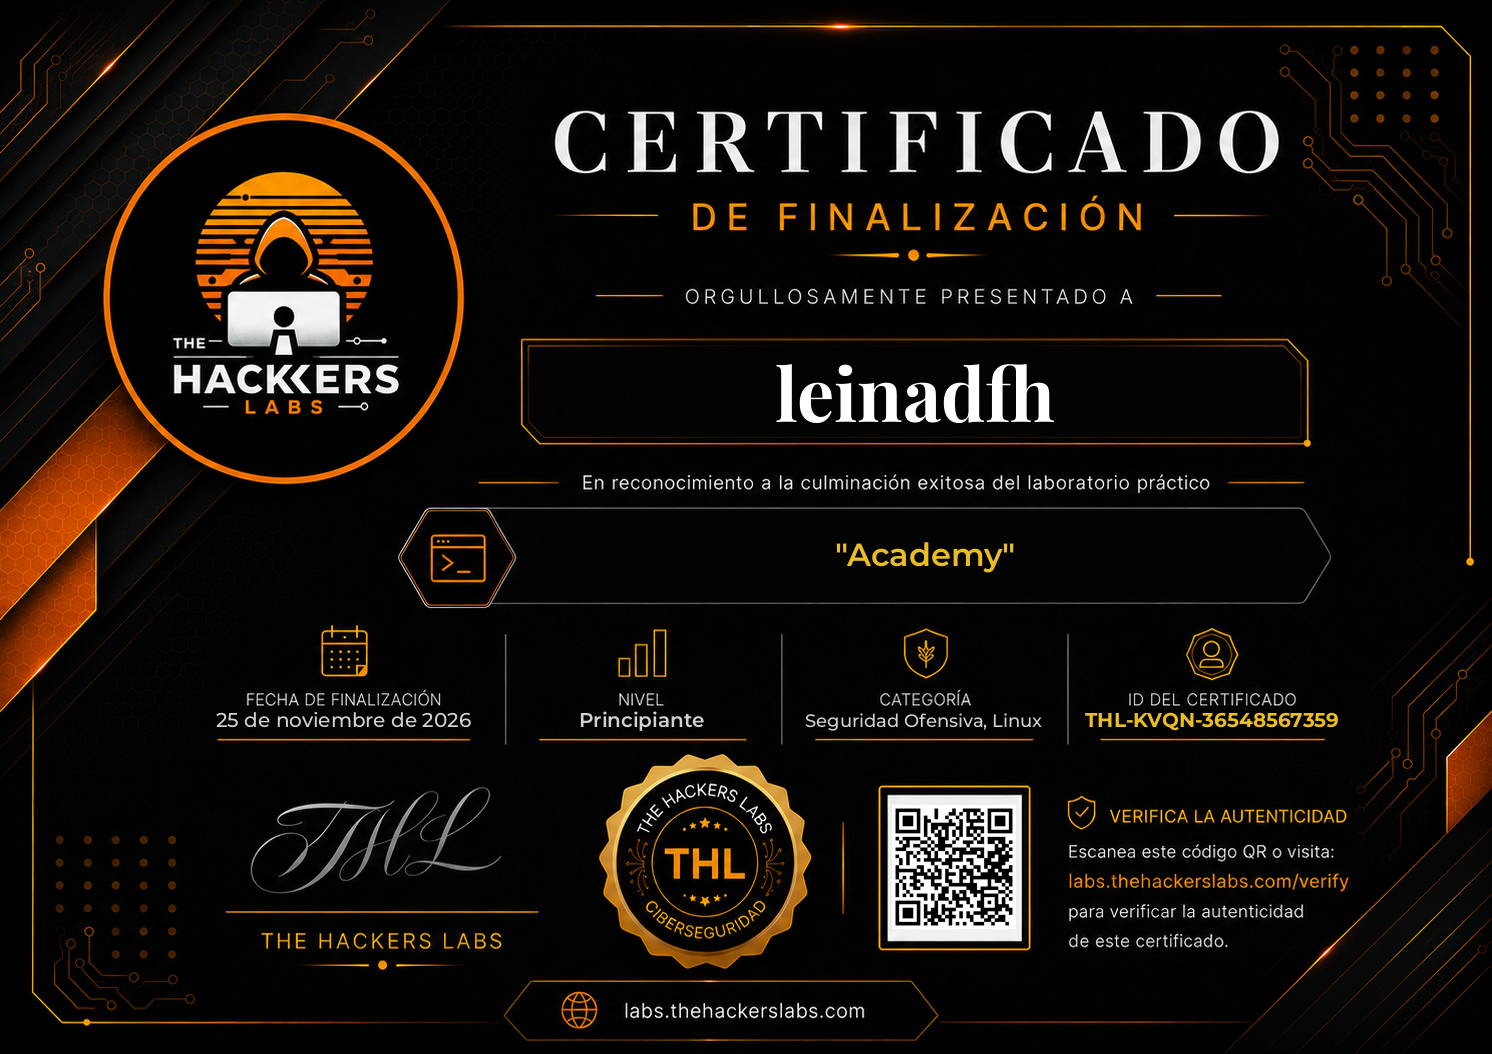 CERTIFICADO
DE FINALIZACIÓN
ORGULLOSAMENTE PRESENTADO A
THE
HACKKERS
LABS
leinadfh
En reconocimiento a la culminación exitosa del laboratorio práctico
"Academy"
FECHA DE FINALIZACIÓN
25 de noviembre de 2026
NIVEL
Principiante
CATEGORÍA
Seguridad Ofensiva, Linux
ID DEL CERTIFICADO
THL-KVQN-36548567359
THL
THE HACKERS LABS
THE HACKERS LABS
THL
CIBERSEGURIDAD
VERIFICA LA AUTENTICIDAD
Escanea este código QR o visita:
labs.thehackerslabs.com/verify
para verificar la autenticidad
de este certificado.
labs.thehackerslabs.com